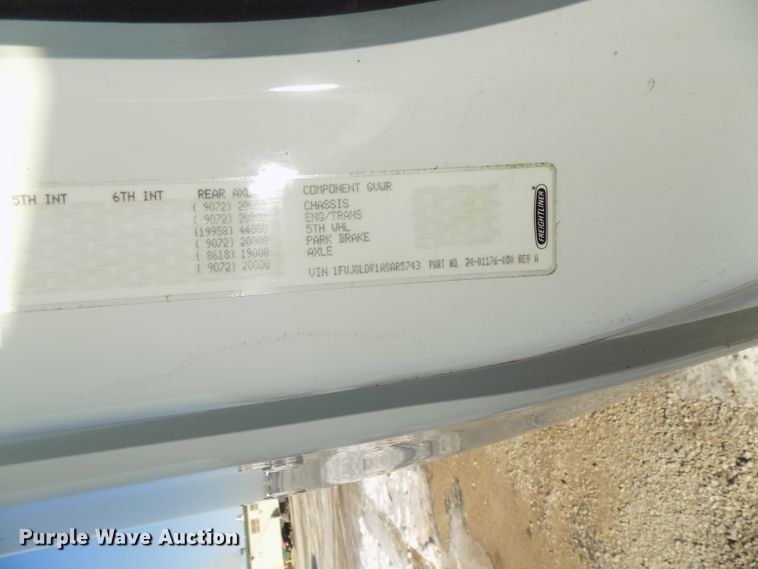 5TH INT 6TH INT REAR AXLE
( 9072) 20000
( 9072) 20000
(19958) 44000
( 9072) 20000
( 8618) 19000
( 9072) 20000
COMPONENT GVWR
CHASSIS
ENG/TRANS
5TH WHL
PARK BRAKE
AXLE
VIN 1FUJGLDV1ASAR5743 PART NO. 24-01176-080 REV A
FREIGHTLINER
Purple Wave Auction